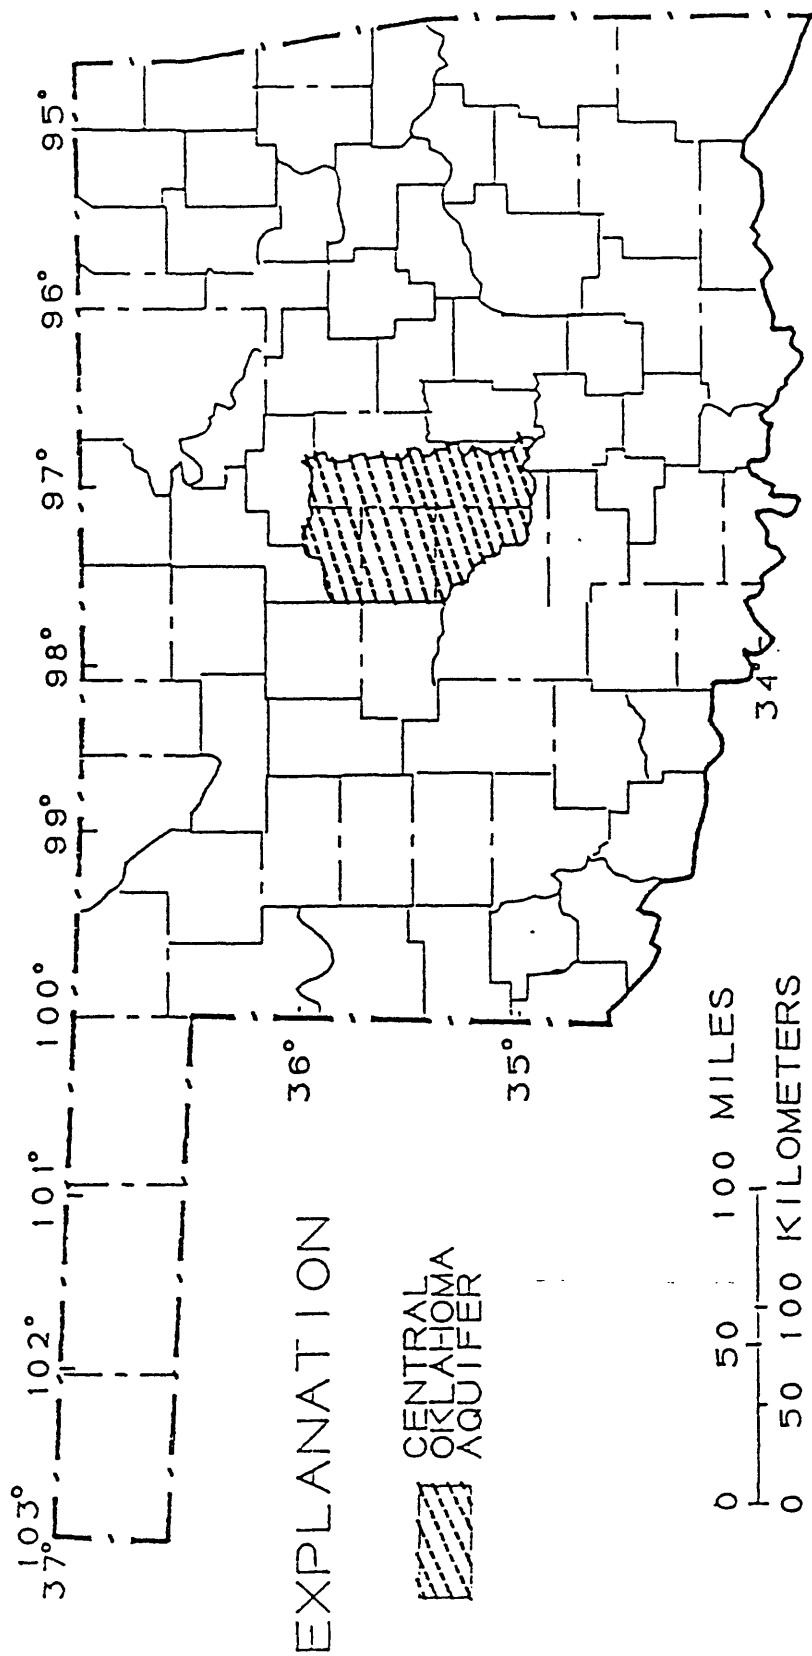 103° 102° 101° 100° 99° 98° 97° 96° 95°
37°
36°
35°
34°
EXPLANATION
CENTRAL
OKLAHOMA
AQUIFER
0 50 100 MILES
0 50 100 KILOMETERS